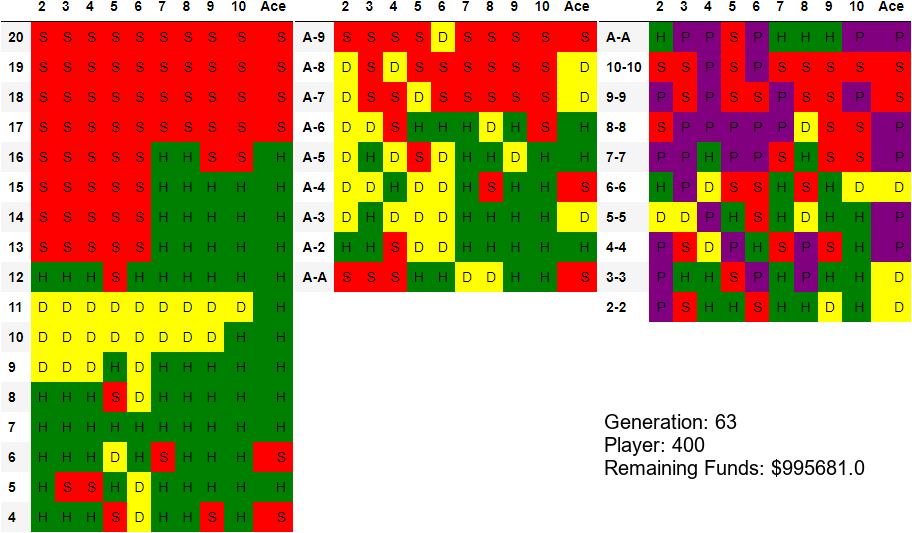 2 3 4 5 6 7 8 9 10 Ace
20 S S S S S S S S S S
19 S S S S S S S S S S
18 S S S S S S S S S S
17 S S S S S S S S S S
16 S S S S S H H S S H
15 S S S S S H H H H H
14 S S S S S H H H H H
13 S S S S S H H H H H
12 H H H S H H H H H H
11 D D D D D D D D D H
10 D D D D D D D D H H
9 D D D H D H H H H H
8 H H H S D H H H H H
7 H H H H H H H H H H
6 H H H D H S H H H S
5 H S S H D H H H H H
4 H H H S D H H S H S
2 3 4 5 6 7 8 9 10 Ace
A-9 S S S S D S S S S S
A-8 D S D S S S S S S D
A-7 D S S D S S S S S D
A-6 D D S H H H D H S H
A-5 D H D S D H H D H H
A-4 D D H D D H S H H S
A-3 D H D D D H H H H D
A-2 H H S D D H H H H H
A-A S S S H H D D H H S
2 3 4 5 6 7 8 9 10 Ace
A-A H P P S P H H H P P
10-10 S S P S P S S S S S
9-9 P S P S S P S S P S
8-8 S P P P P P D S S P
7-7 P P H P P S H S S P
6-6 H P D S S H S H D D
5-5 D D P H S H D H H P
4-4 P S D P H S P S H P
3-3 P H H S P H P H H D
2-2 P S H H S H H D H D
Generation: 63
Player: 400
Remaining Funds: $995681.0